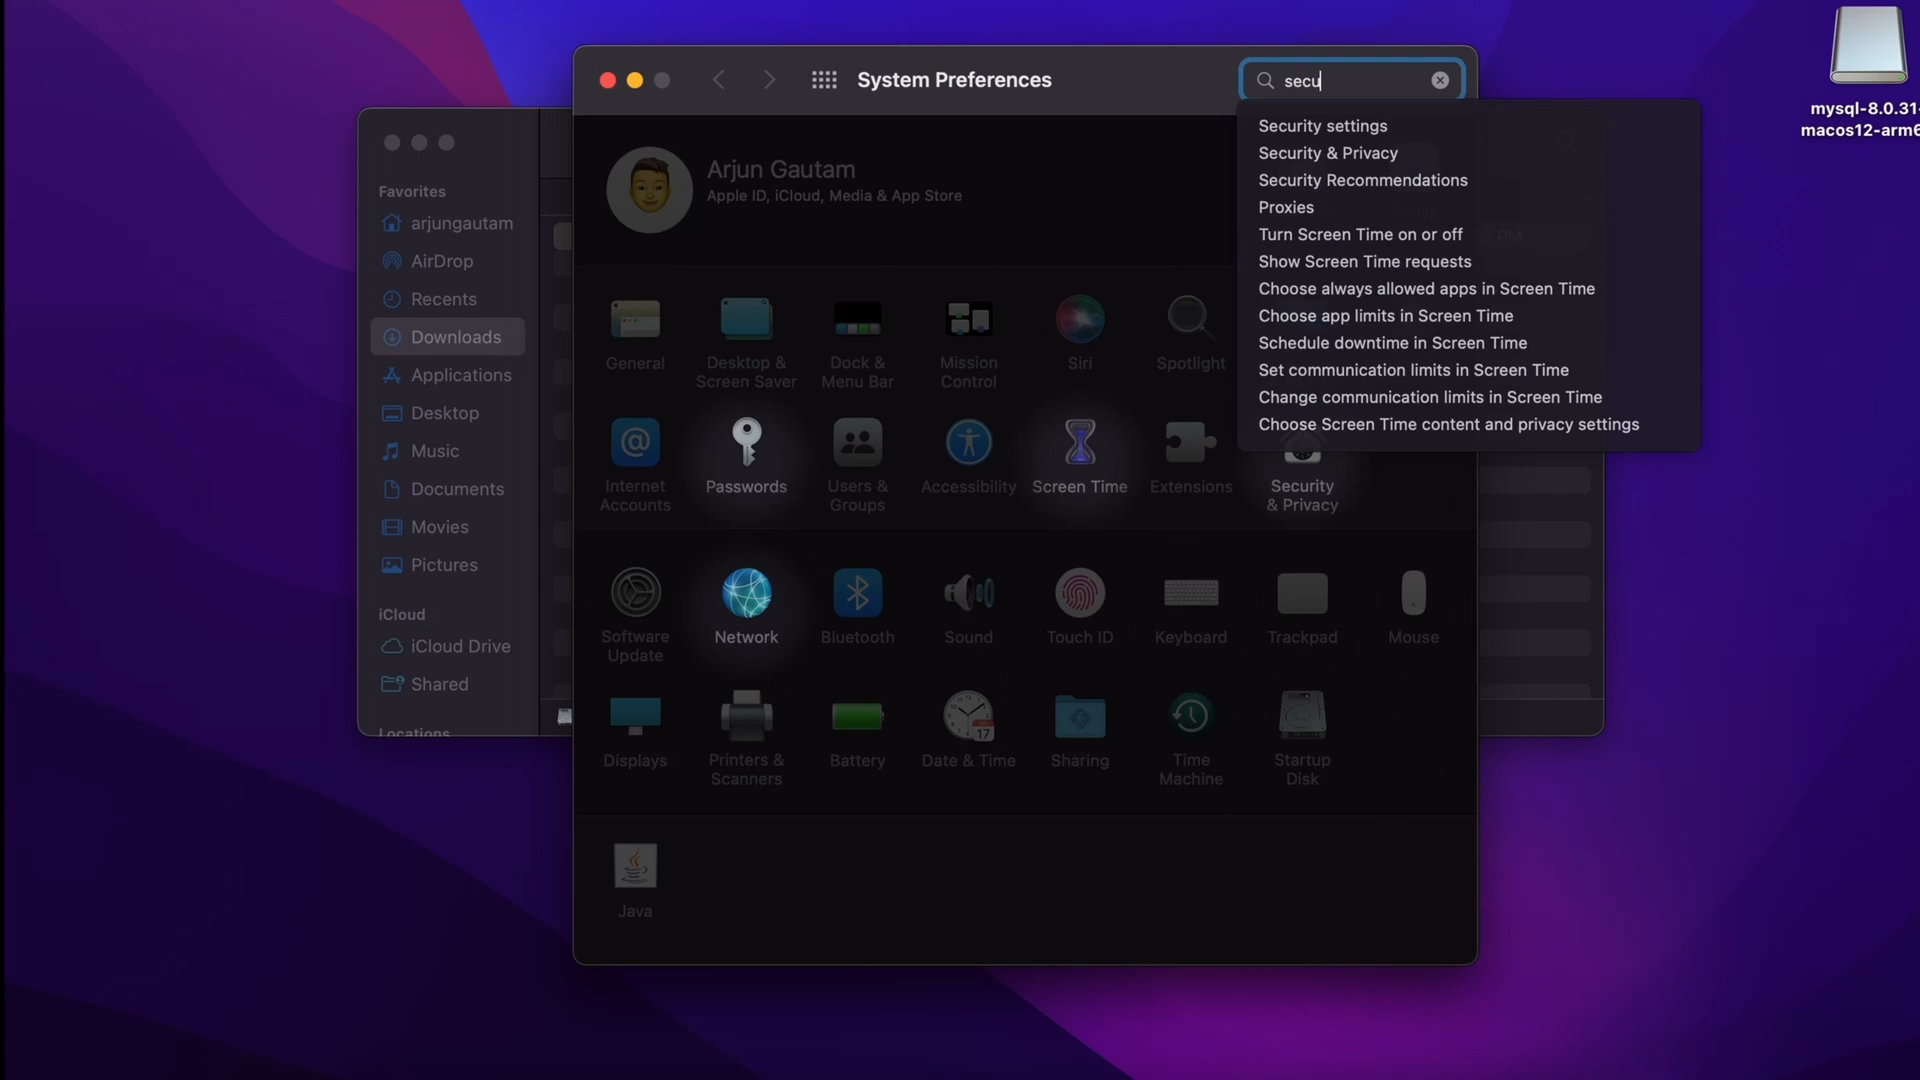 System Preferences
secu
mysql-8.0.31-
macos12-arm6
Security settings
Security & Privacy
Security Recommendations
Proxies
Turn Screen Time on or off
Show Screen Time requests
Choose always allowed apps in Screen Time
Choose app limits in Screen Time
Schedule downtime in Screen Time
Set communication limits in Screen Time
Change communication limits in Screen Time
Choose Screen Time content and privacy settings
Arjun Gautam
Apple ID, iCloud, Media & App Store
Favorites
arjungautam
AirDrop
Recents
Downloads
Applications
Desktop
Music
Documents
Movies
Pictures
iCloud
iCloud Drive
Shared
Locations
General
Desktop &
Screen Saver
Dock &
Menu Bar
Mission
Control
Siri
Spotlight
Internet
Accounts
Passwords
Users &
Groups
Accessibility
Screen Time
Extensions
Security
& Privacy
Software
Update
Network
Bluetooth
Sound
Touch ID
Keyboard
Trackpad
Mouse
Displays
Printers &
Scanners
Battery
17
Date & Time
Sharing
Time
Machine
Startup
Disk
Java